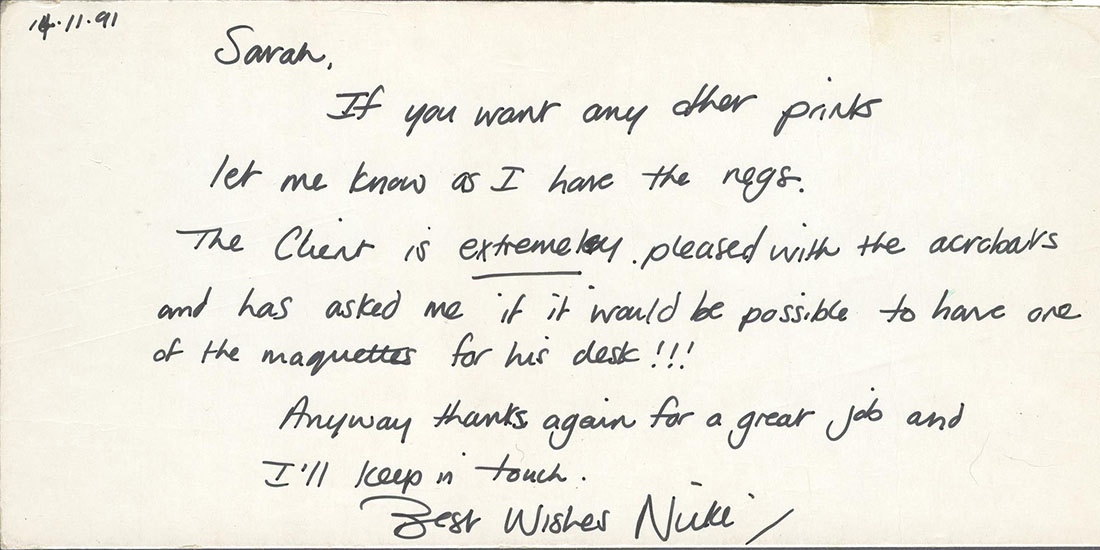 14.11.91
Sarah,
If you want any other prints
let me know as I have the negs.
The Client is extremely pleased with the acrobats
and has asked me if it would be possible to have one
of the maquettes for his desk!!!
Anyway thanks again for a great job and
I'll keep in touch.
Best Wishes Nicki